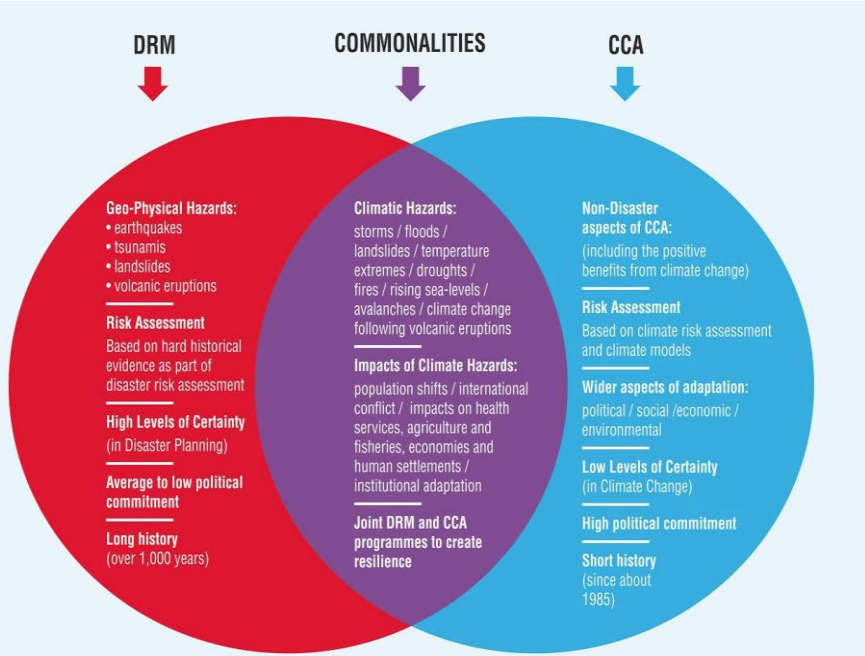 DRM
COMMONALITIES
CCA
Geo-Physical Hazards:
• earthquakes
• tsunamis
• landslides
• volcanic eruptions
Risk Assessment
Based on hard historical
evidence as part of
disaster risk assessment
High Levels of Certainty
(in Disaster Planning)
Average to low political
commitment
Long history
(over 1,000 years)
Climatic Hazards:
storms / floods /
landslides / temperature
extremes / droughts /
fires / rising sea-levels /
avalanches / climate change
following volcanic eruptions
Impacts of Climate Hazards:
population shifts / international
conflict / impacts on health
services, agriculture and
fisheries, economies and
human settlements /
institutional adaptation
Joint DRM and CCA
programmes to create
resilience
Non-Disaster
aspects of CCA:
(including the positive
benefits from climate change)
Risk Assessment
Based on climate risk assessment
and climate models
Wider aspects of adaptation:
political / social /economic /
environmental
Low Levels of Certainty
(in Climate Change)
High political commitment
Short history
(since about
1985)